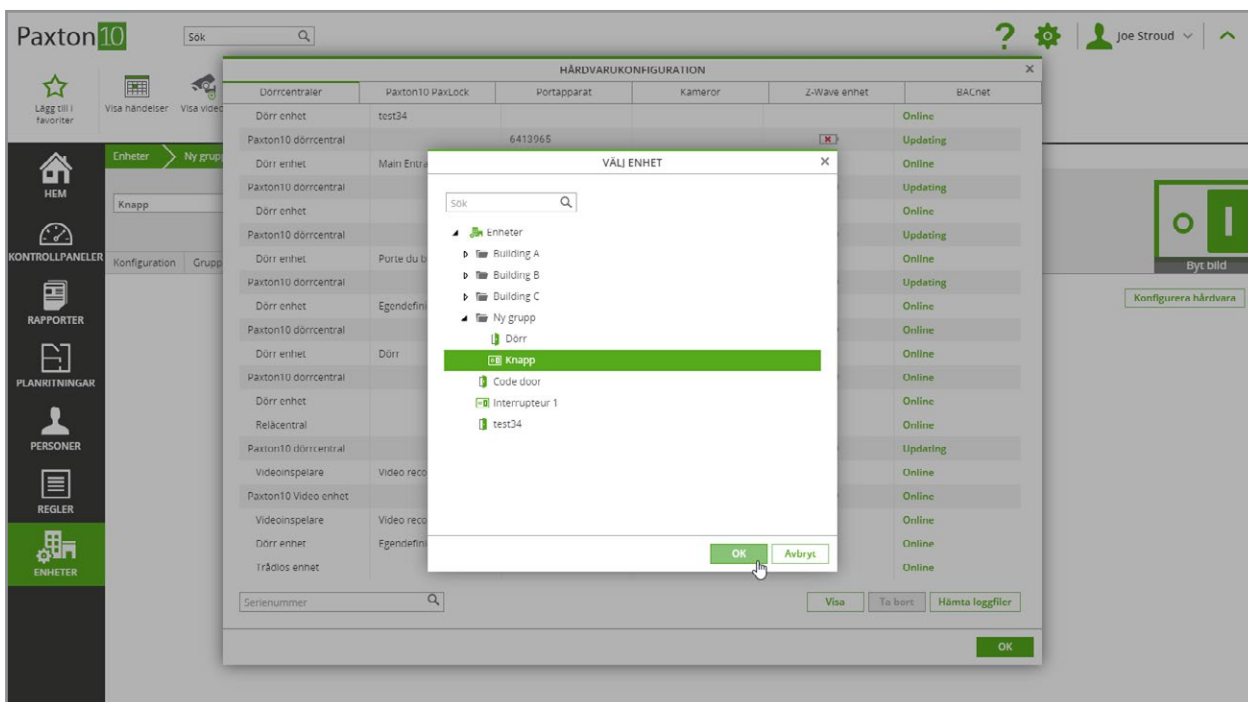 Paxton10
Sök
?
Joe Stroud
Lägg till i favoriter
Visa händelser
Visa videc
HÅRDVARUKONFIGURATION
Dörrcentraler
Paxton10 PaxLock
Portapparat
Kameror
Z-Wave enhet
BACnet
HEM
KONTROLLPANELER
RAPPORTER
PLANRITNINGAR
PERSONER
REGLER
ENHETER
Enheter
Ny grupp
Knapp
Konfiguration
Grupp
Byt bild
Konfigurera hårdvara
Dörr enhet test34 Online
Paxton10 dörrcentral 6413965 Updating
Dörr enhet Main Entra Online
Paxton10 dörrcentral Updating
Dörr enhet Online
Paxton10 dörrcentral Updating
Dörr enhet Porte du b Online
Paxton10 dörrcentral Updating
Dörr enhet Egendefini Online
Paxton10 dörrcentral Online
Dörr enhet Dörr Online
Paxton10 dörrcentral Online
Dörr enhet Online
Reläcentral Online
Paxton10 dörrcentral Updating
Videoinspelare Video reco Online
Paxton10 Video enhet Online
Videoinspelare Video reco Online
Dörr enhet Egendefini Online
Trådlös enhet Online
Serienummer
Visa
Ta bort
Hämta loggfiler
OK
VÄLJ ENHET
Sök
Enheter
Building A
Building B
Building C
Ny grupp
Dörr
Knapp
Code door
Interrupteur 1
test34
OK
Avbryt